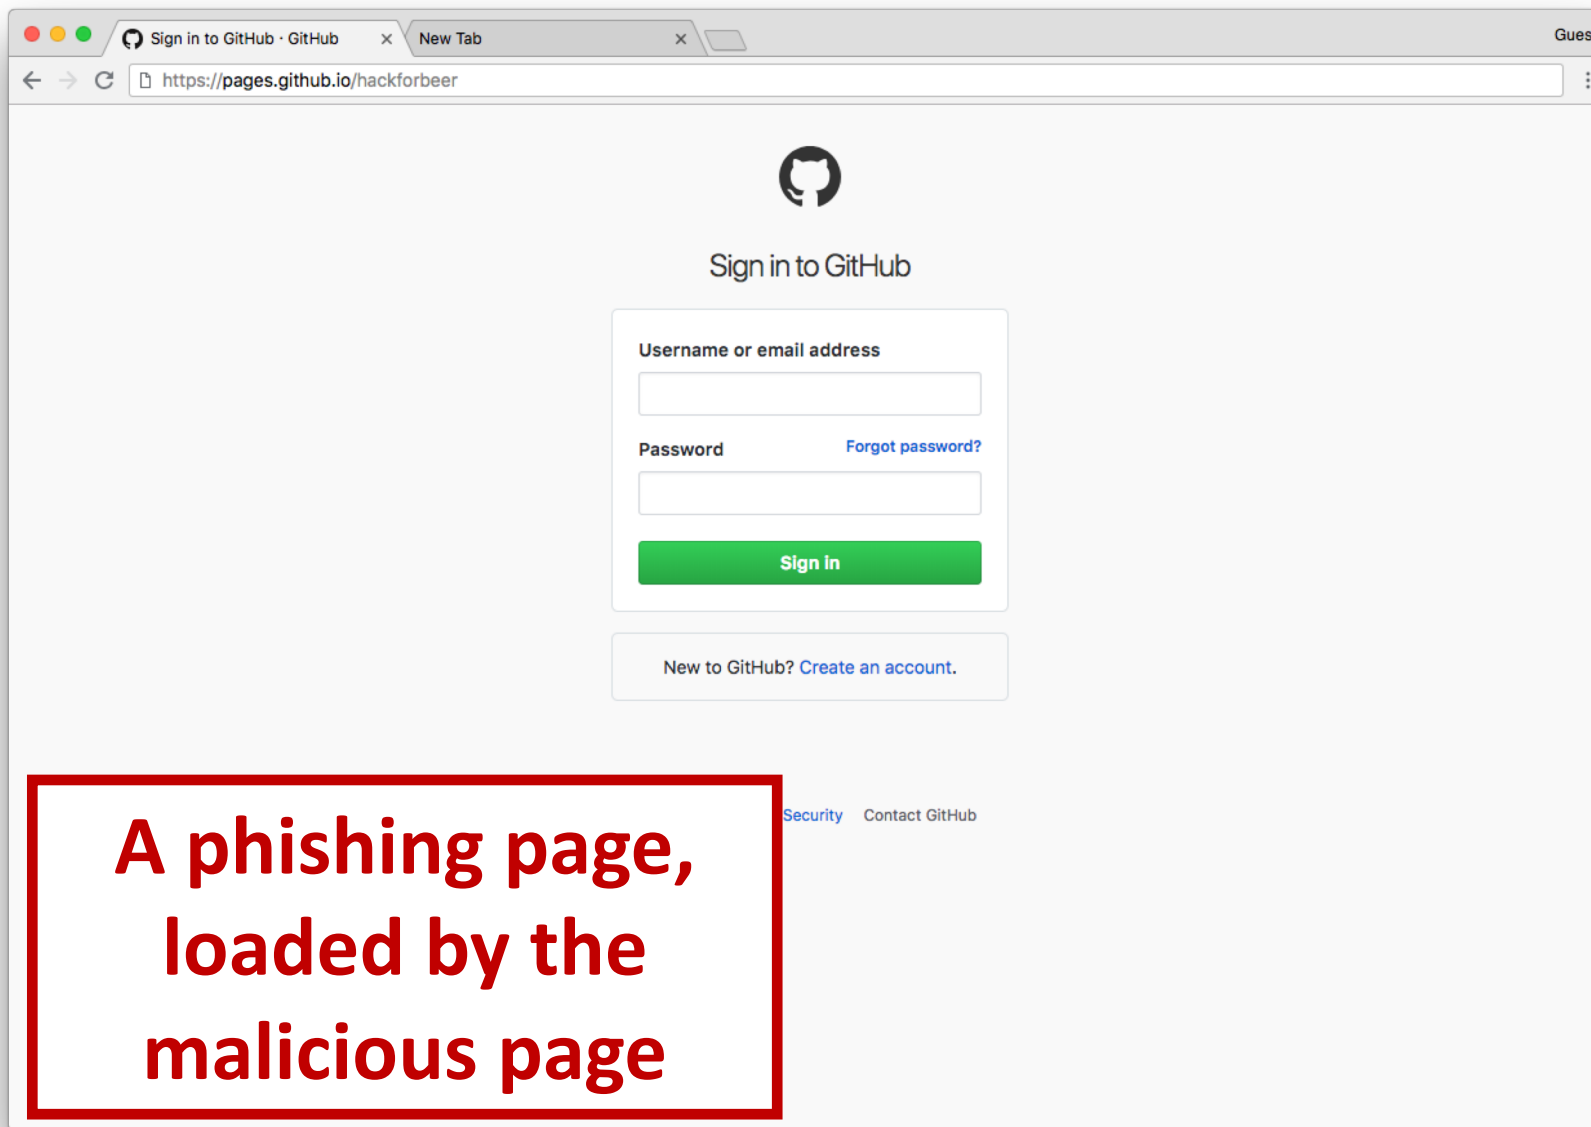 Sign in to GitHub · GitHub
New Tab
Gues
https://pages.github.io/hackforbeer
Sign in to GitHub
Username or email address
Password Forgot password?
Sign in
New to GitHub? Create an account.
Security Contact GitHub
A phishing page,
loaded by the
malicious page